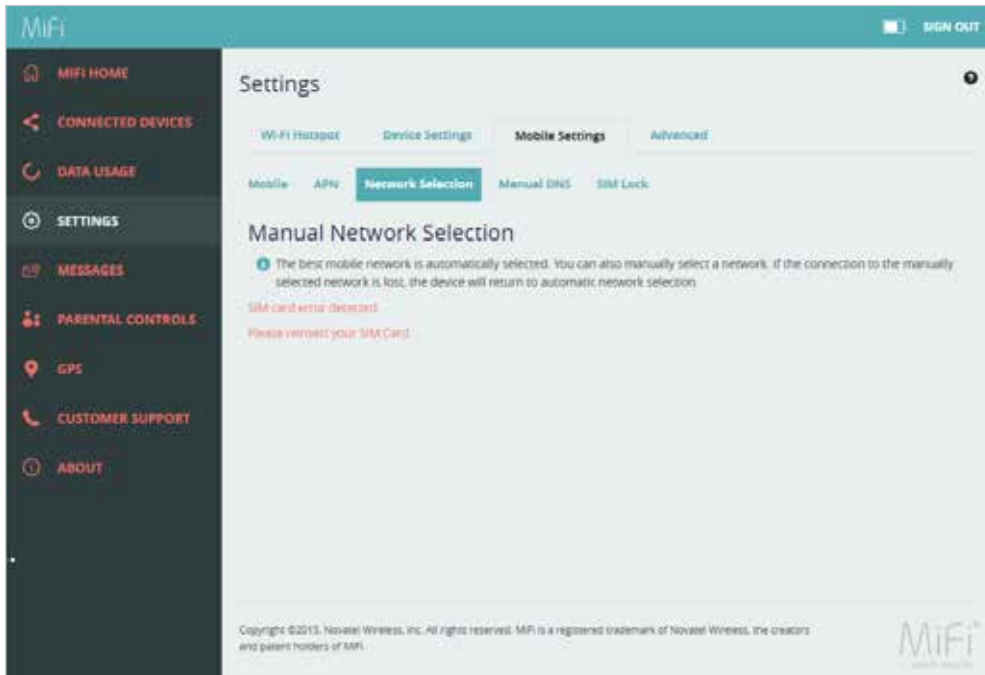 MiFi
SIGN OUT
MIFI HOME
CONNECTED DEVICES
DATA USAGE
SETTINGS
MESSAGES
PARENTAL CONTROLS
GPS
CUSTOMER SUPPORT
ABOUT
Settings
Wi-Fi Hotspot Device Settings Mobile Settings Advanced
Mobile APN Network Selection Manual DNS SIM Lock
Manual Network Selection
The best mobile network is automatically selected. You can also manually select a network. If the connection to the manually
selected network is lost, the device will return to automatic network selection.
SIM card error detected.
Please reinsert your SIM Card
Copyright ©2013. Novatel Wireless, Inc. All rights reserved. MiFi is a registered trademark of Novatel Wireless, the creators
and patent holders of MiFi.
MiFi